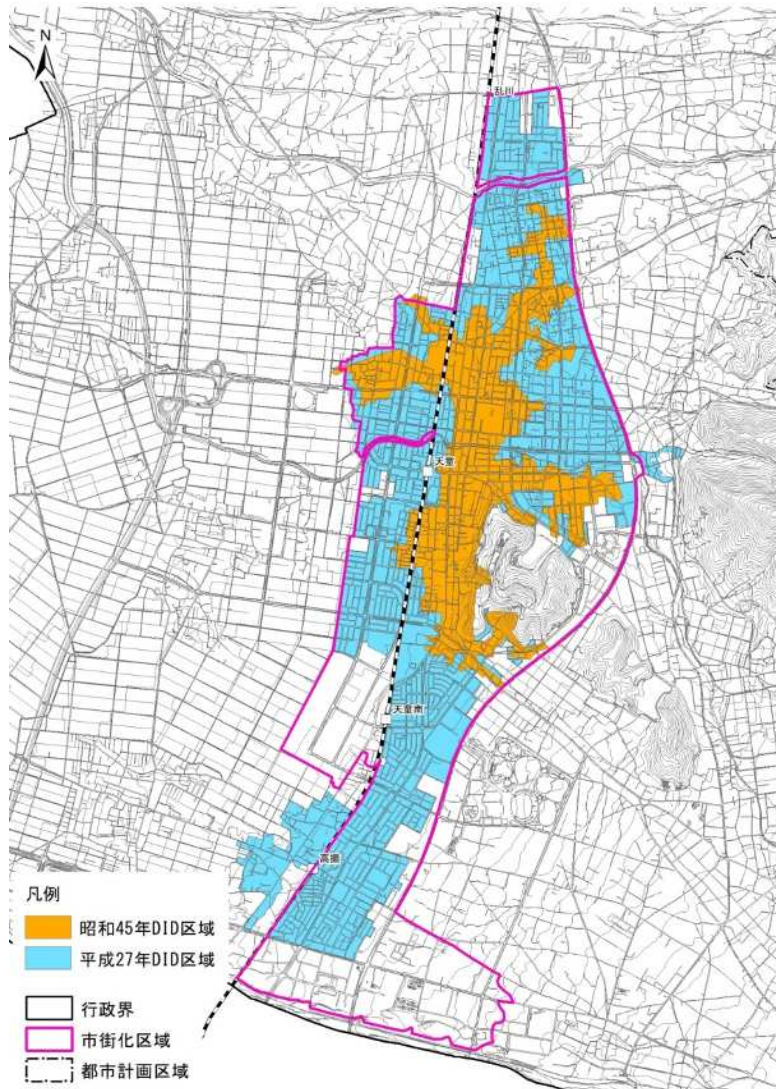 N
乱川
天童
天童南
高擶
凡例
昭和45年DID区域
平成27年DID区域
行政界
市街化区域
都市計画区域